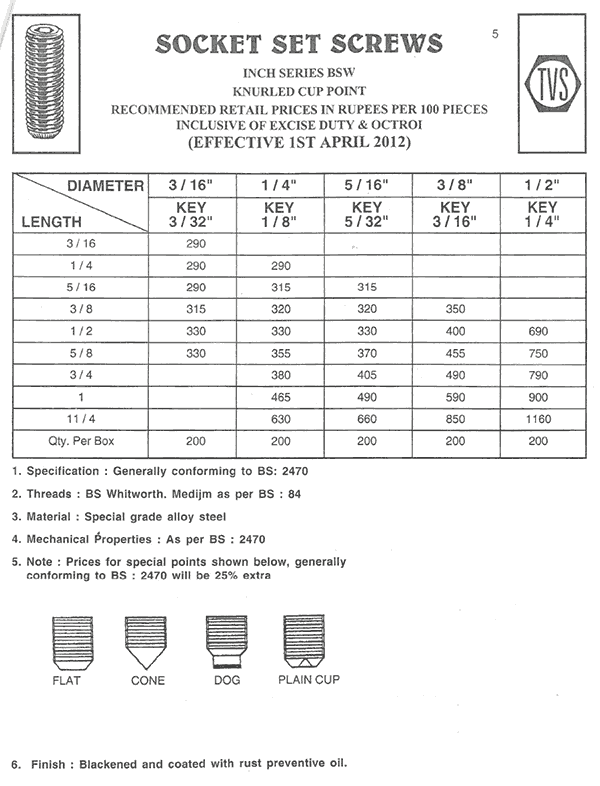 5
SOCKET SET SCREWS
INCH SERIES BSW
KNURLED CUP POINT
RECOMMENDED RETAIL PRICES IN RUPEES PER 100 PIECES
INCLUSIVE OF EXCISE DUTY & OCTROI
(EFFECTIVE 1ST APRIL 2012)
TVS
DIAMETER 3 / 16" 1 / 4" 5 / 16" 3 / 8" 1 / 2"
LENGTH KEY 3 / 32" KEY 1 / 8" KEY 5 / 32" KEY 3 / 16" KEY 1 / 4"
3 / 16 290
1 / 4 290 290
5 / 16 290 315 315
3 / 8 315 320 320 350
1 / 2 330 330 330 400 690
5 / 8 330 355 370 455 750
3 / 4 380 405 490 790
1 465 490 590 900
11 / 4 630 660 850 1160
Qty. Per Box 200 200 200 200 200
1. Specification : Generally conforming to BS: 2470
2. Threads : BS Whitworth. Medijm as per BS : 84
3. Material : Special grade alloy steel
4. Mechanical Properties : As per BS : 2470
5. Note : Prices for special points shown below, generally
conforming to BS : 2470 will be 25% extra
FLAT CONE DOG PLAIN CUP
6. Finish : Blackened and coated with rust preventive oil.